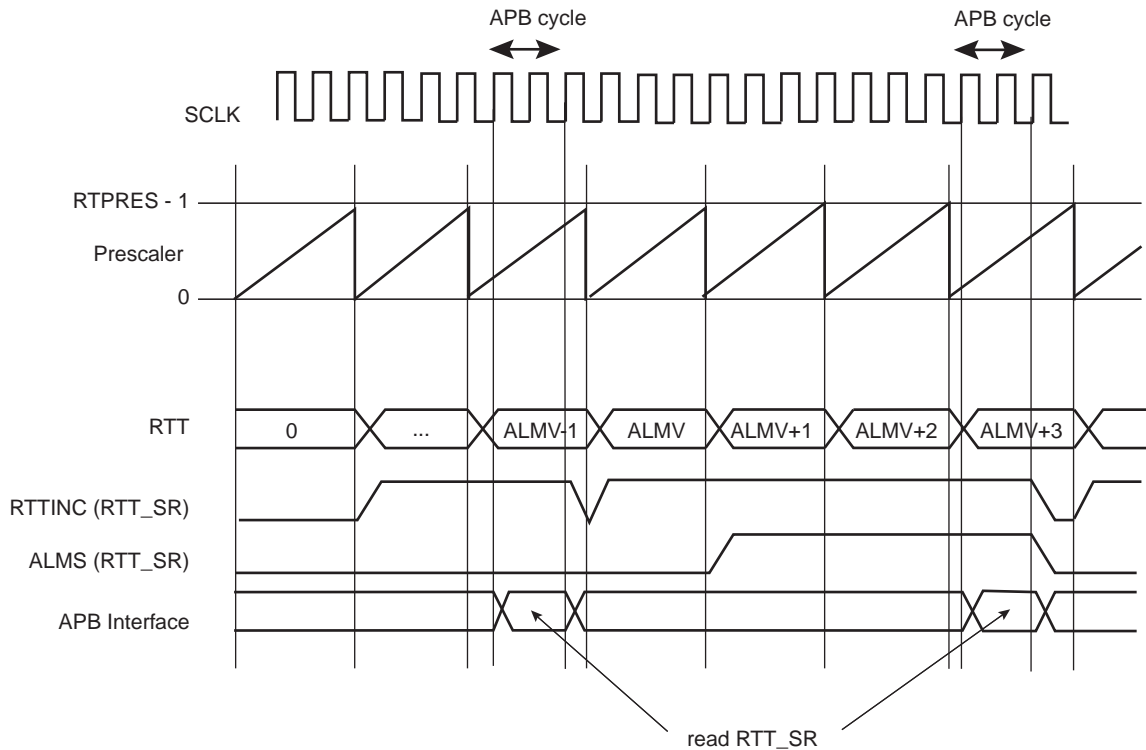 APB cycle APB cycle
SCLK
RTPRES - 1
Prescaler
0
RTT 0 ... ALMV-1 ALMV ALMV+1 ALMV+2 ALMV+3
RTTINC (RTT_SR)
ALMS (RTT_SR)
APB Interface
read RTT_SR